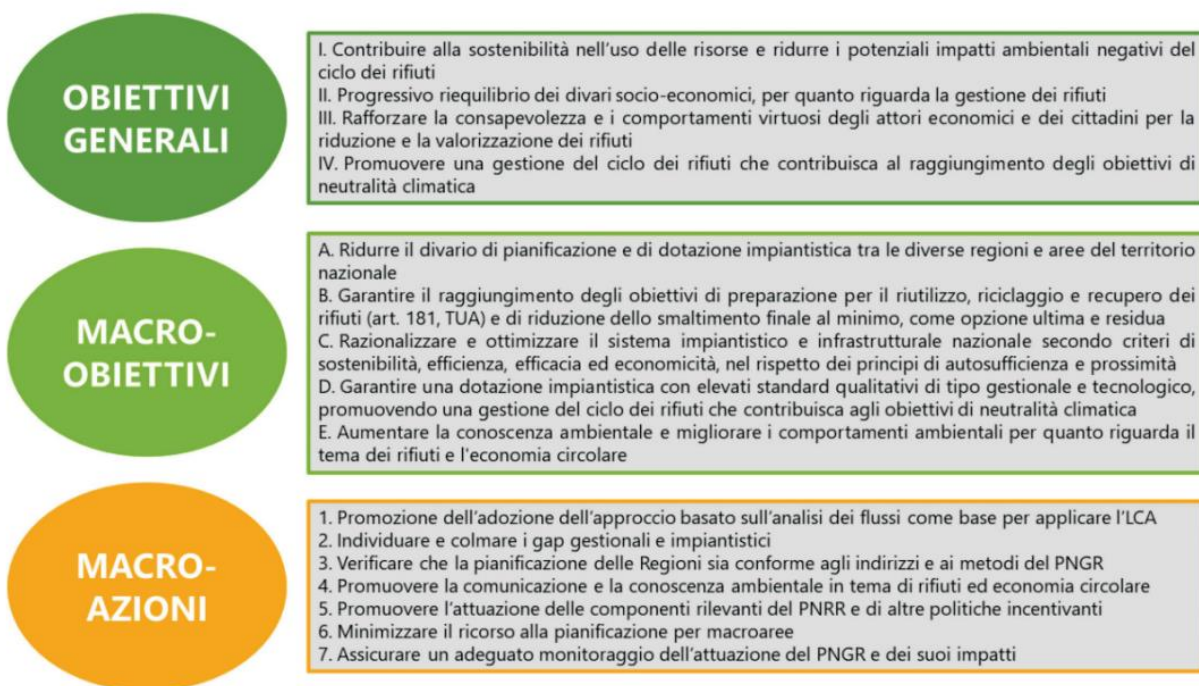 OBIETTIVI
GENERALI
I. Contribuire alla sostenibilità nell'uso delle risorse e ridurre i potenziali impatti ambientali negativi del
ciclo dei rifiuti
II. Progressivo riequilibrio dei divari socio-economici, per quanto riguarda la gestione dei rifiuti
III. Rafforzare la consapevolezza e i comportamenti virtuosi degli attori economici e dei cittadini per la
riduzione e la valorizzazione dei rifiuti
IV. Promuovere una gestione del ciclo dei rifiuti che contribuisca al raggiungimento degli obiettivi di
neutralità climatica
MACRO-
OBIETTIVI
A. Ridurre il divario di pianificazione e di dotazione impiantistica tra le diverse regioni e aree del territorio
nazionale
B. Garantire il raggiungimento degli obiettivi di preparazione per il riutilizzo, riciclaggio e recupero dei
rifiuti (art. 181, TUA) e di riduzione dello smaltimento finale al minimo, come opzione ultima e residua
C. Razionalizzare e ottimizzare il sistema impiantistico e infrastrutturale nazionale secondo criteri di
sostenibilità, efficienza, efficacia ed economicità, nel rispetto dei principi di autosufficienza e prossimità
D. Garantire una dotazione impiantistica con elevati standard qualitativi di tipo gestionale e tecnologico,
promuovendo una gestione del ciclo dei rifiuti che contribuisca agli obiettivi di neutralità climatica
E. Aumentare la conoscenza ambientale e migliorare i comportamenti ambientali per quanto riguarda il
tema dei rifiuti e l'economia circolare
MACRO-
AZIONI
1. Promozione dell'adozione dell'approccio basato sull'analisi dei flussi come base per applicare l'LCA
2. Individuare e colmare i gap gestionali e impiantistici
3. Verificare che la pianificazione delle Regioni sia conforme agli indirizzi e ai metodi del PNGR
4. Promuovere la comunicazione e la conoscenza ambientale in tema di rifiuti ed economia circolare
5. Promuovere l'attuazione delle componenti rilevanti del PNRR e di altre politiche incentivanti
6. Minimizzare il ricorso alla pianificazione per macroaree
7. Assicurare un adeguato monitoraggio dell'attuazione del PNGR e dei suoi impatti